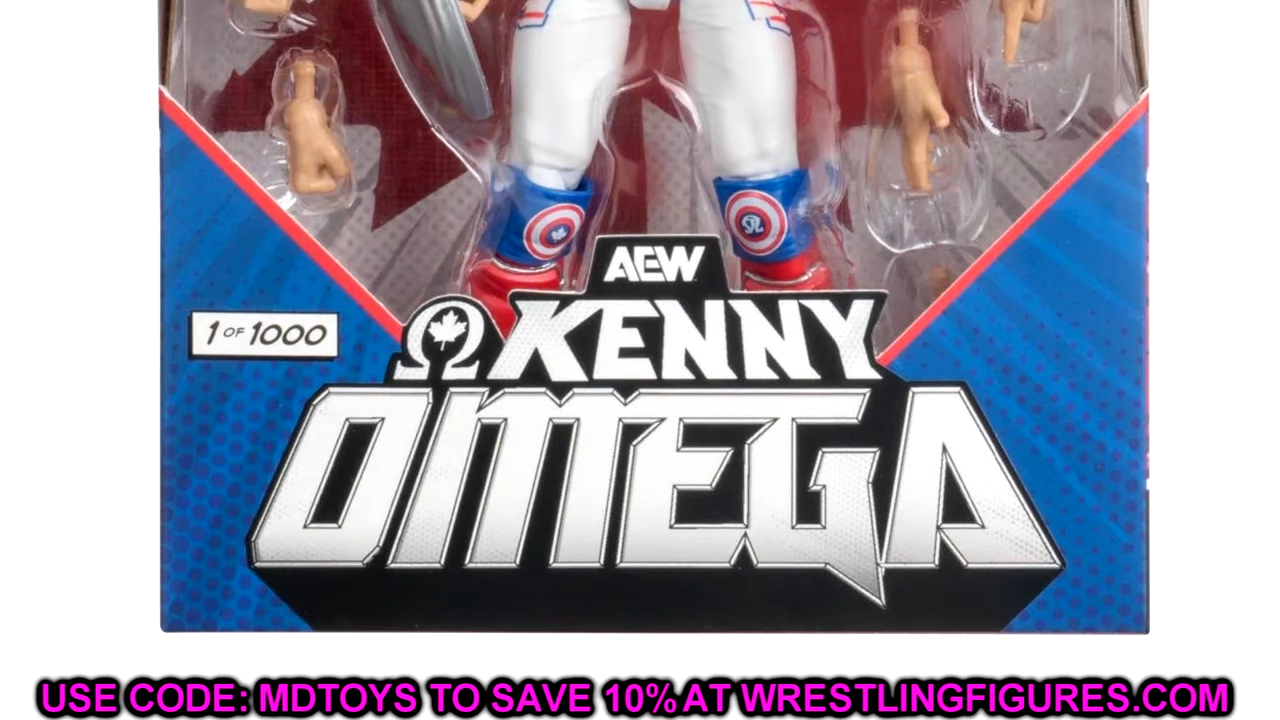 AEW
Ω KENNY
1 OF 1000
OMEGA
USE CODE: MDTOYS TO SAVE 10% AT WRESTLINGFIGURES.COM